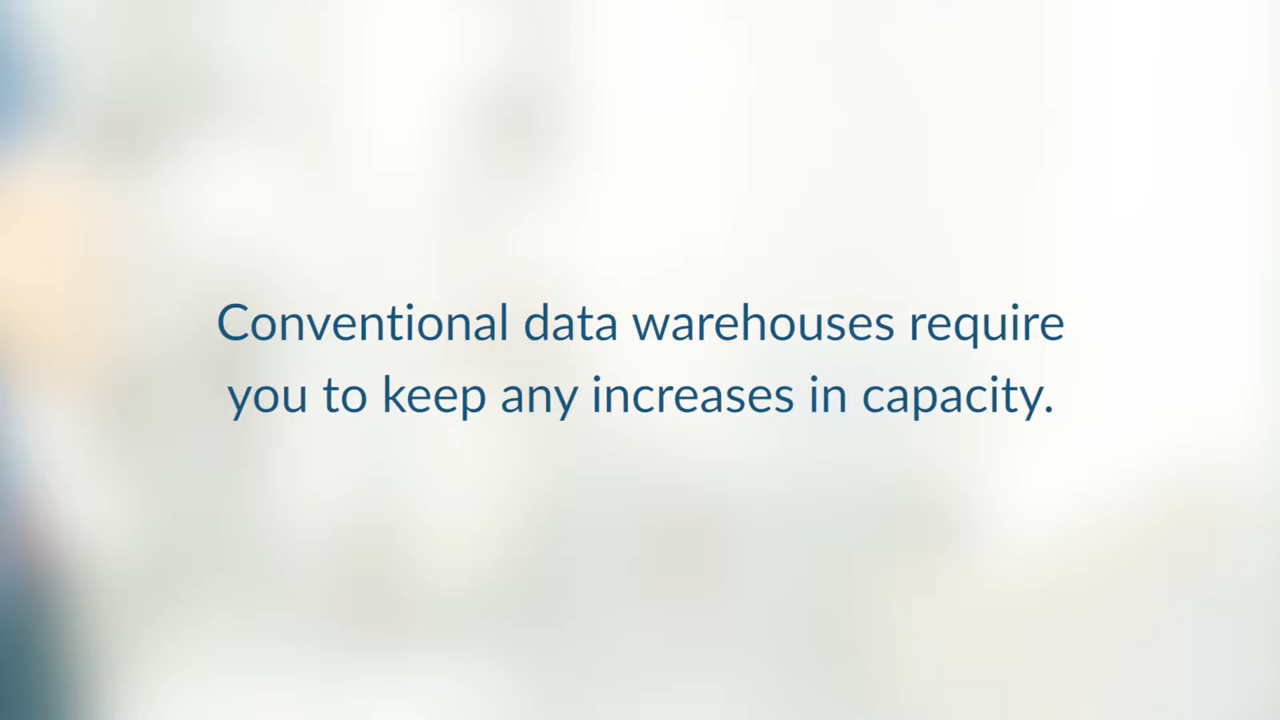 Conventional data warehouses require
you to keep any increases in capacity.